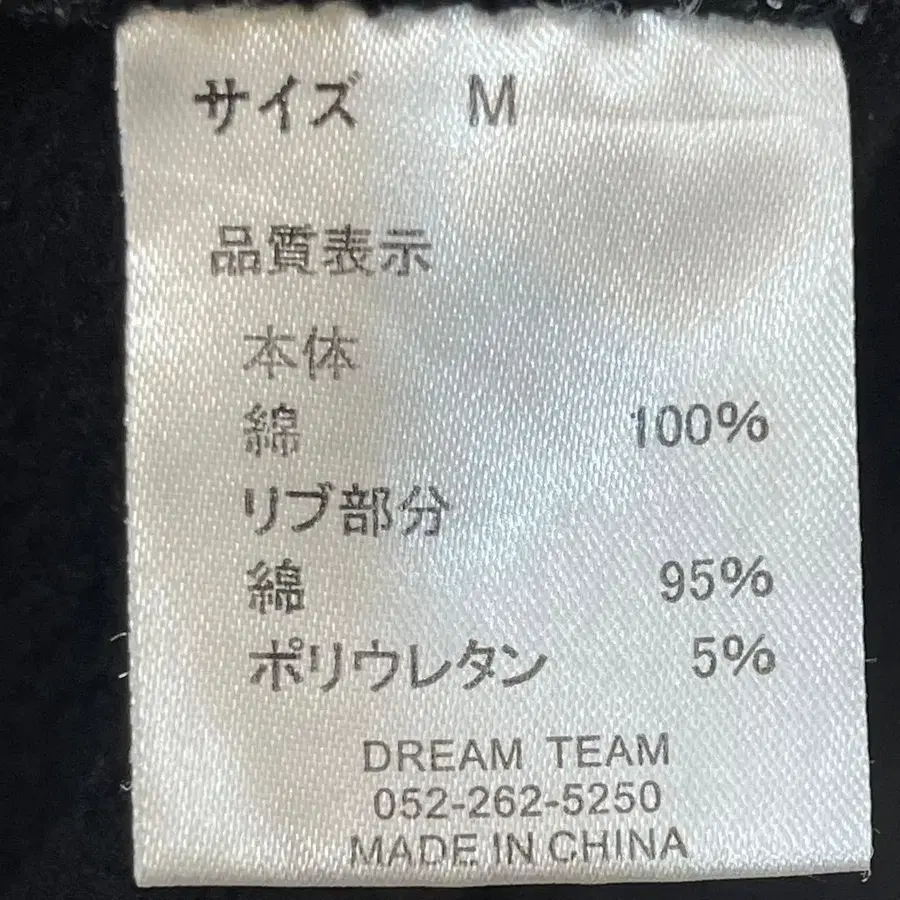 サイズ M
品質表示
本体
綿 100%
リブ部分
綿 95%
ポリウレタン 5%
DREAM TEAM
052-262-5250
MADE IN CHINA